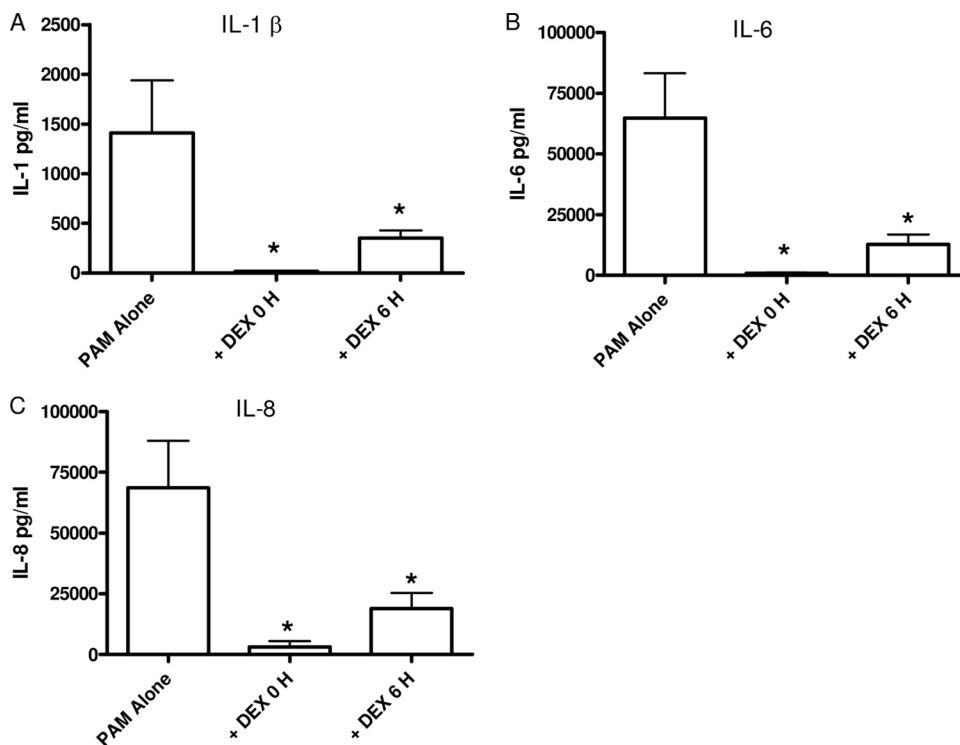 A
IL-1 β
IL-1 pg/ml
2500
2000
1500
1000
500
0
*
*
PAM Alone
+ DEX 0 H
+ DEX 6 H
B
IL-6
IL-6 pg/ml
100000
75000
50000
25000
0
*
*
PAM Alone
+ DEX 0 H
+ DEX 6 H
C
IL-8
IL-8 pg/ml
100000
75000
50000
25000
0
*
*
PAM Alone
+ DEX 0 H
+ DEX 6 H